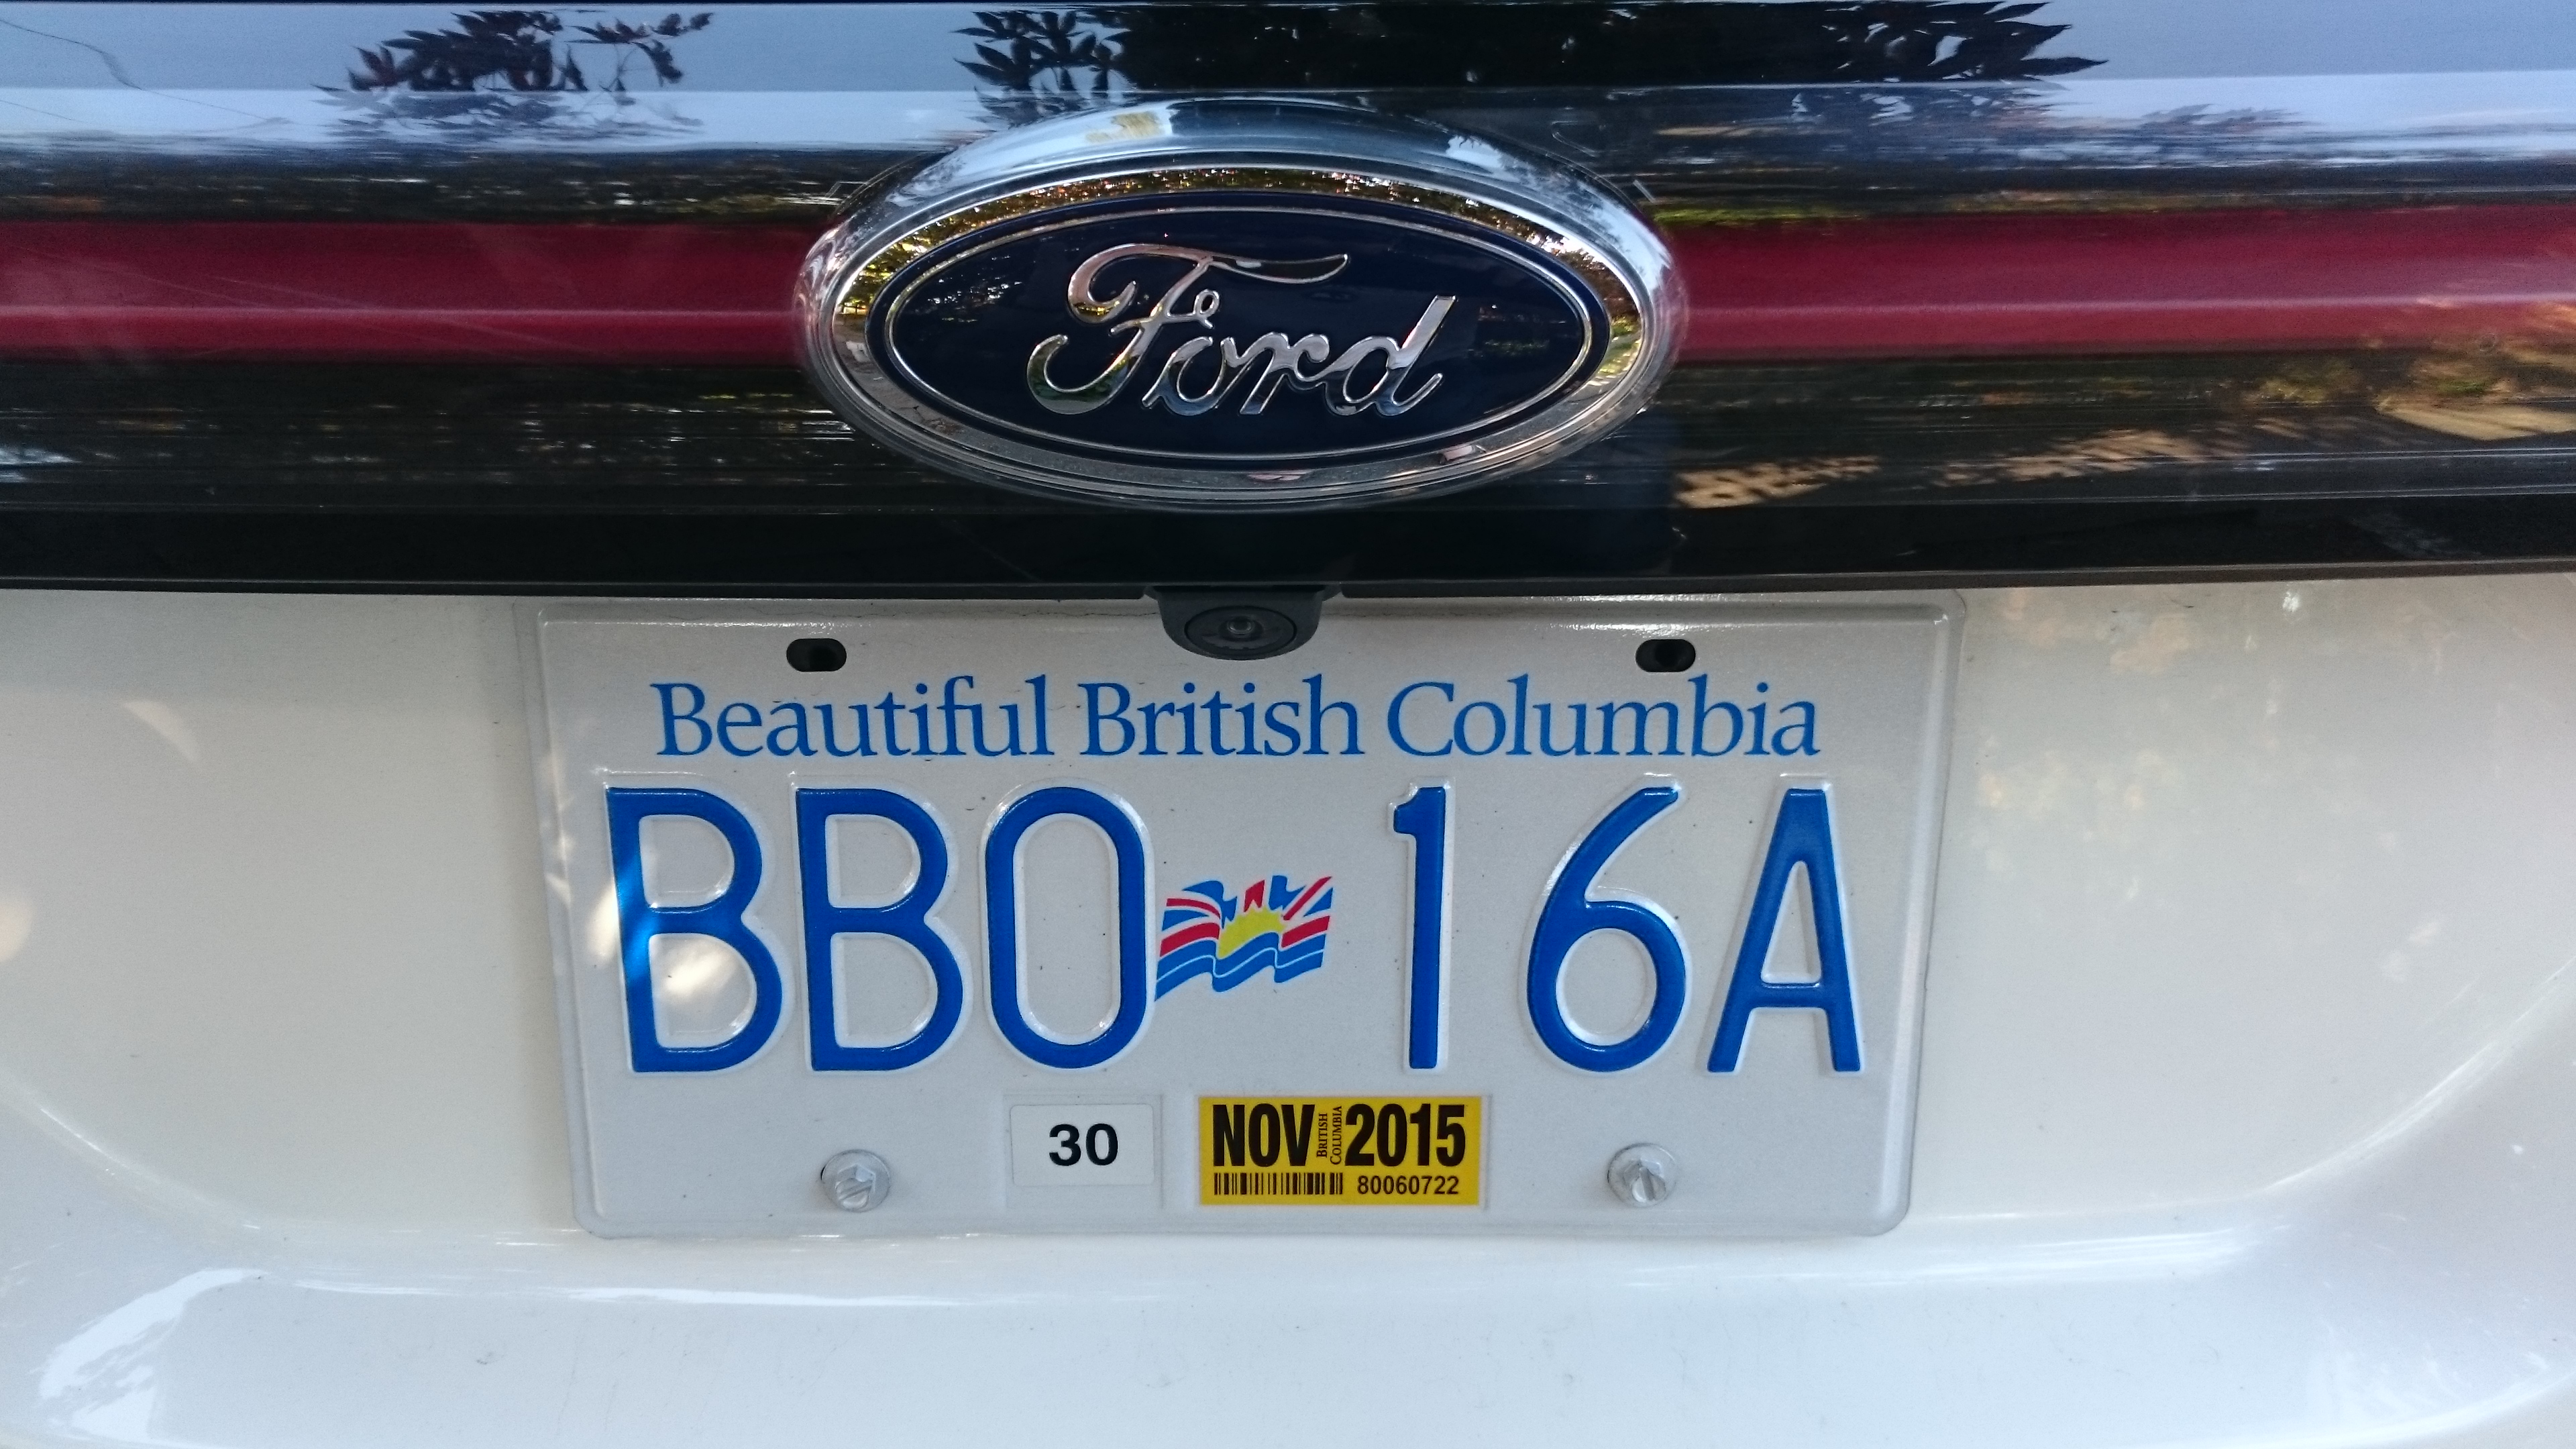 Ford
Beautiful British Columbia
BB0 16A
30
NOV BRITISH COLUMBIA 2015
80060722